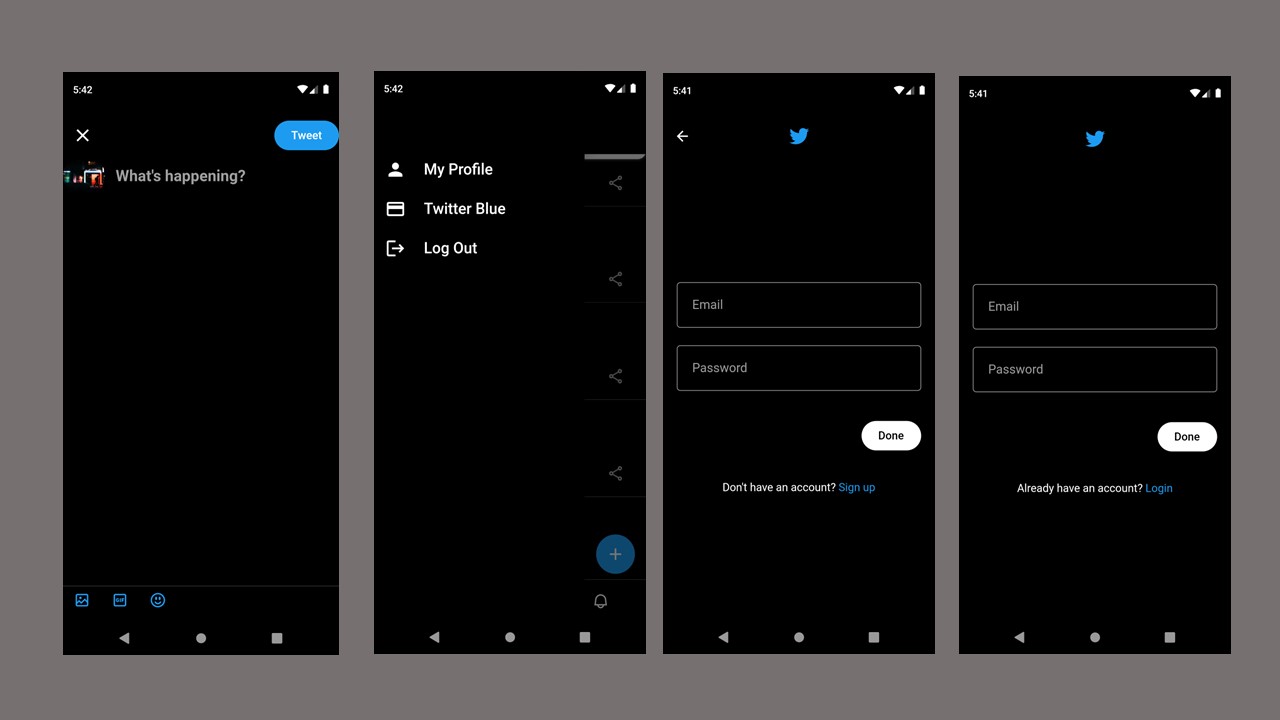 5:42
Tweet
What's happening?
GIF
5:42
My Profile
Twitter Blue
Log Out
5:41
Email
Password
Done
Don't have an account? Sign up
5:41
Email
Password
Done
Already have an account? Login